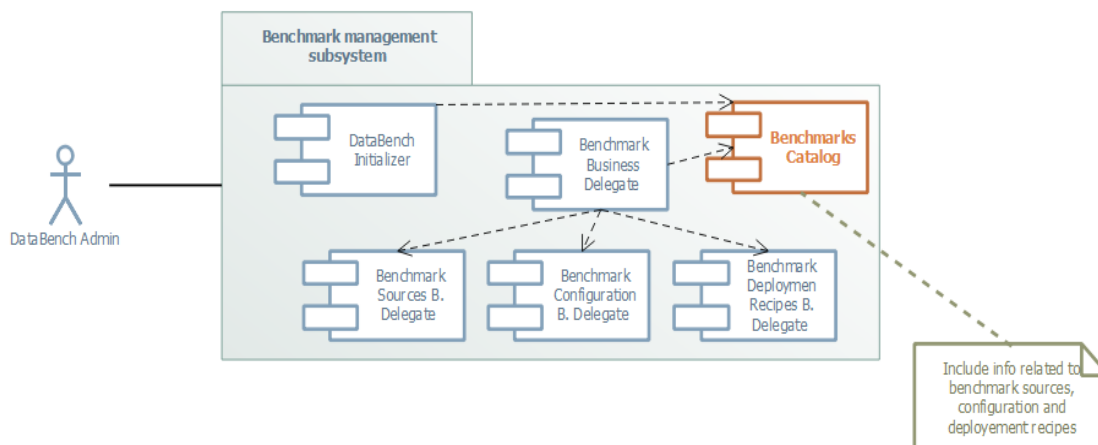 Benchmark management
subsystem
DataBench
Initializer
Benchmark
Business
Delegate
Benchmarks
Catalog
DataBench Admin
Benchmark
Sources B.
Delegate
Benchmark
Configuration
B. Delegate
Benchmark
Deploymen
Recipes B.
Delegate
Include info related to
benchmark sources,
configuration and
deployement recipes